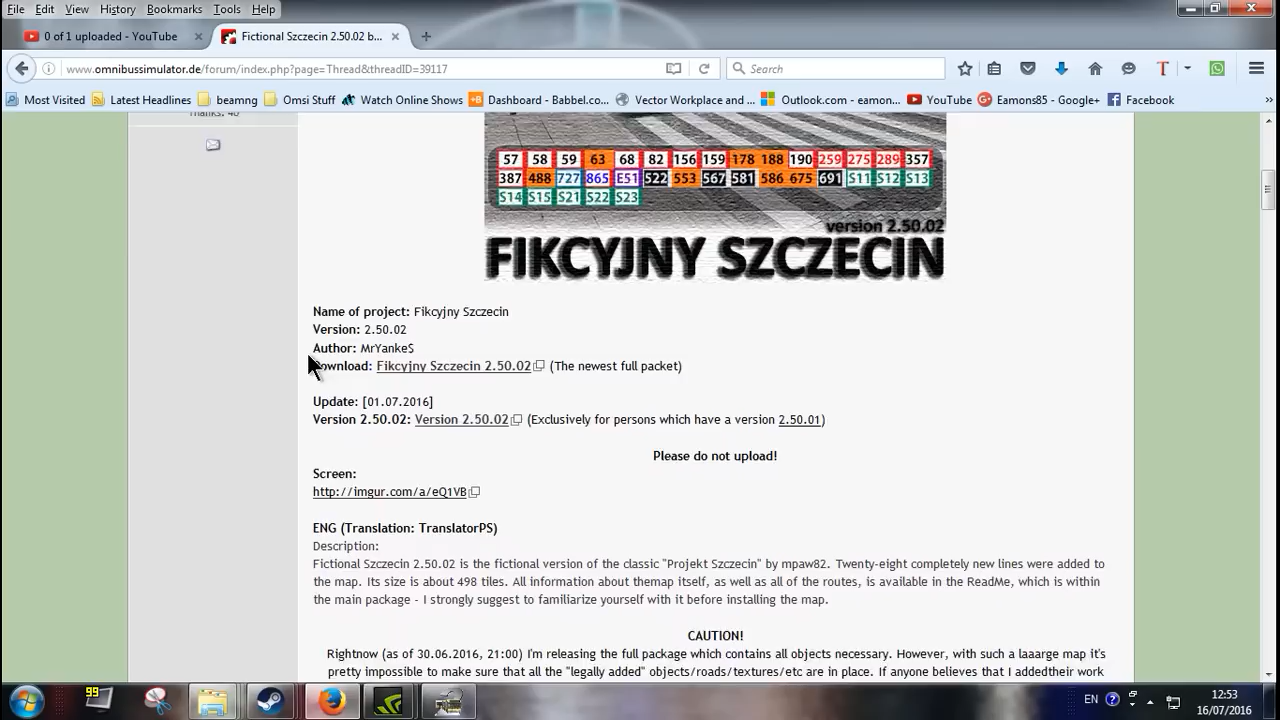 File Edit View History Bookmarks Tools Help
0 of 1 uploaded - YouTube
Fictional Szczecin 2.50.02 b...
www.omnibussimulator.de/forum/index.php?page=Thread&threadID=39117
Search
Most Visited Latest Headlines beamng Omsi Stuff Watch Online Shows Dashboard - Babbel.co... Vector Workplace and ... Outlook.com - eamon... YouTube Eamons85 - Google+ Facebook
Thanks: 40
57 58 59 63 68 82 156 159 178 188 190 259 275 289 357
387 488 727 865 E51 522 553 567 581 586 675 691 S11 S12 S13
S14 S15 S21 S22 S23
version 2.50.02
FIKCYJNY SZCZECIN
Name of project: Fikcyjny Szczecin
Version: 2.50.02
Author: MrYanke$
Download: Fikcyjny Szczecin 2.50.02 (The newest full packet)
Update: [01.07.2016]
Version 2.50.02: Version 2.50.02 (Exclusively for persons which have a version 2.50.01)
Please do not upload!
Screen:
http://imgur.com/a/eQ1VB
ENG (Translation: TranslatorPS)
Description:
Fictional Szczecin 2.50.02 is the fictional version of the classic "Projekt Szczecin" by mpaw82. Twenty-eight completely new lines were added to
the map. Its size is about 498 tiles. All information about themap itself, as well as all of the routes, is available in the ReadMe, which is within
the main package - I strongly suggest to familiarize yourself with it before installing the map.
CAUTION!
Rightnow (as of 30.06.2016, 21:00) I'm releasing the full package which contains all objects necessary. However, with such a laaarge map it's
pretty impossible to make sure that all the "legally added" objects/roads/textures/etc are in place. If anyone believes that I addedtheir work
99
EN
12:53
16/07/2016